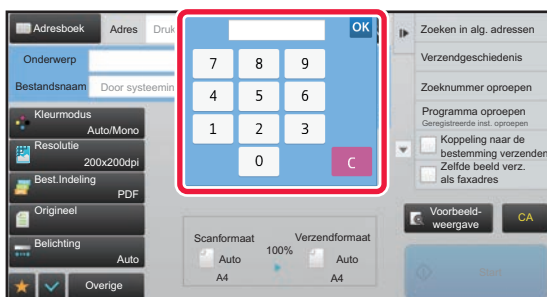 Adresboek
Adres
Druk
OK
Onderwerp
Bestandsnaam
Door systeemin
7 8 9
4 5 6
1 2 3
0 C
Kleurmodus
Auto/Mono
Resolutie
200x200dpi
Best.Indeling
PDF
Origineel
Belichting
Auto
Overige
Scanformaat
Auto
A4
100%
Verzendformaat
Auto
A4
Zoeken in alg. adressen
Verzendgeschiedenis
Zoeknummer oproepen
Programma oproepen
Geregistreerde inst. oproepen
Koppeling naar de
bestemming verzenden
Zelfde beeld verz.
als faxadres
Voorbeeld-
weergave
CA
Start